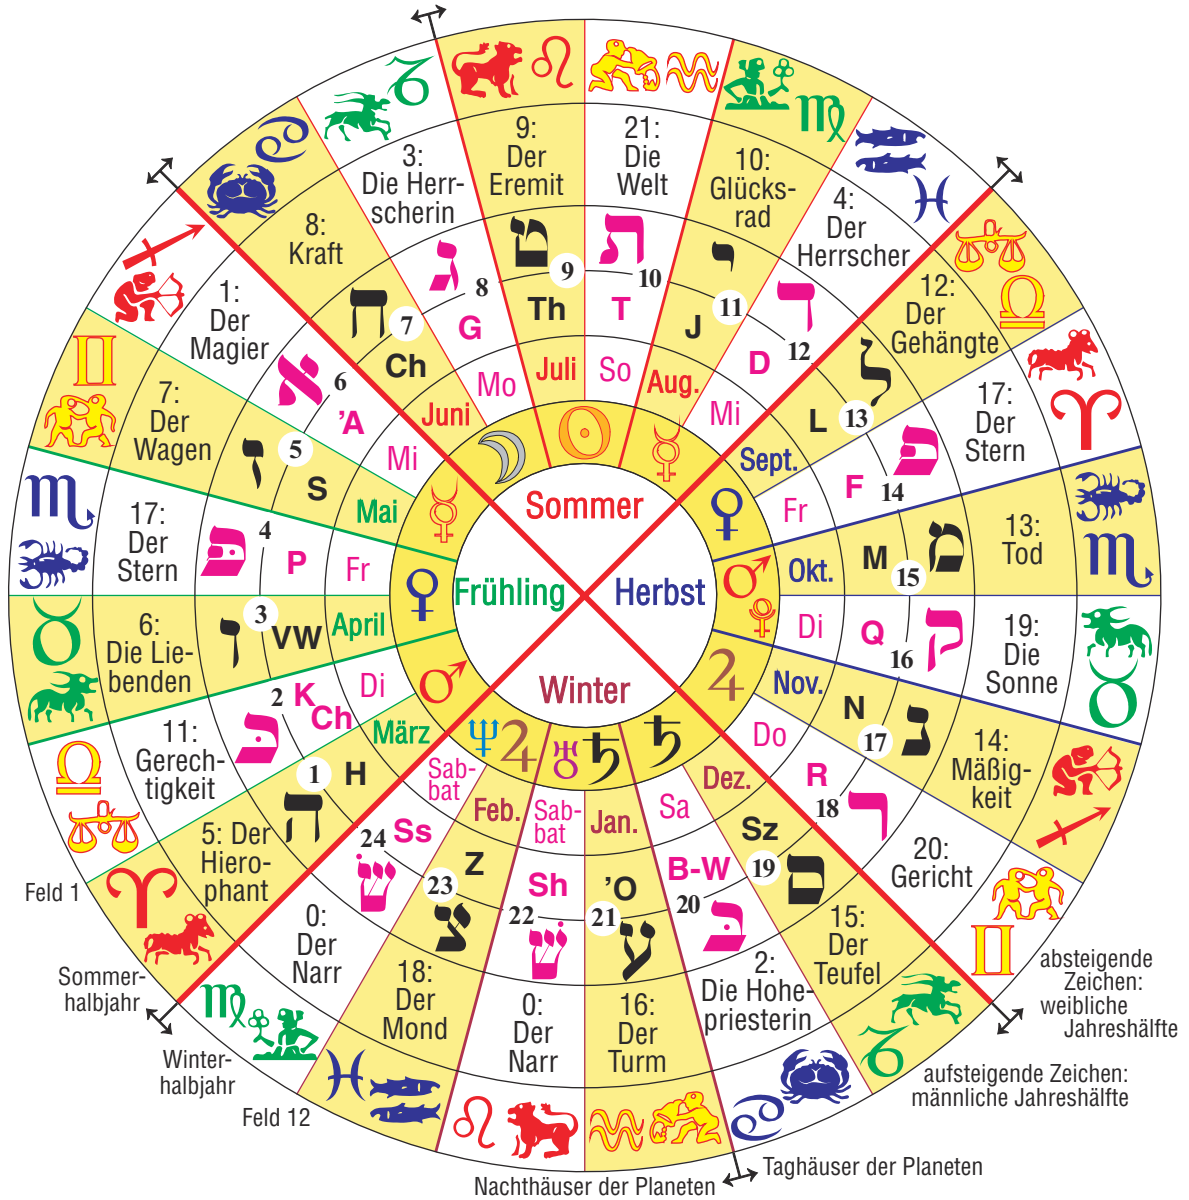 9:
Der
Eremit
ט
9
Th
Juli
21:
Die
Welt
ת
10
T
So
10:
Glücks-
rad
י
11
J
Aug.
4:
Der
Herrscher
ד
12
D
Mi
12:
Der
Gehängte
ל
13
L
Sept.
17:
Der
Stern
פ
14
F
Fr
13:
Tod
מ
15
M
Okt.
19:
Die
Sonne
ק
16
Q
Di
14:
Mäßig-
keit
נ
17
N
Nov.
20:
Gericht
ר
18
R
Do
15:
Der
Teufel
ס
19
Sz
Dez.
2:
Die Hohe-
priesterin
ב
20
B-W
Sa
16:
Der
Turm
ע
21
’O
Jan.
0:
Der
Narr
שׁ
22
Sh
Sab-
bat
18:
Der
Mond
צ
23
Z
Feb.
0:
Der
Narr
שׂ
24
Ss
Sab-
bat
5: Der
Hiero-
phant
ה
1
H
März
11:
Gerech-
tigkeit
כּ
2
K
Ch
Di
6:
Die Lie-
benden
ו
3
VW
April
17:
Der
Stern
פּ
4
P
Fr
7:
Der
Wagen
ז
5
S
Mai
1:
Der
Magier
א
6
’A
Mi
8:
Kraft
ח
7
Ch
Juni
3:
Die Herr-
scherin
ג
8
G
Mo
Sommer
Frühling
Herbst
Winter
Feld 1
Sommer-
halbjahr
Winter-
halbjahr
Feld 12
Nachthäuser der Planeten
Taghäuser der Planeten
absteigende
Zeichen:
weibliche
Jahreshälfte
aufsteigende Zeichen:
männliche Jahreshälfte